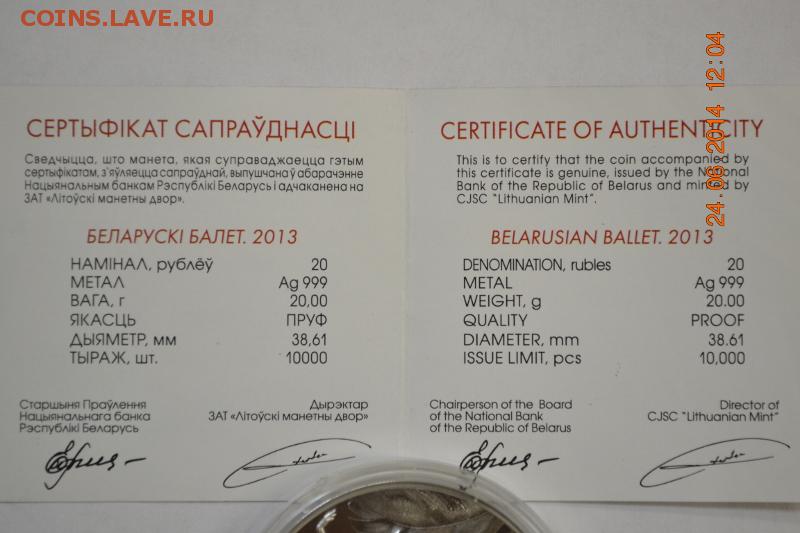 COINS.LAVE.RU
24.08.2014 12:04
СЕРТЫФІКАТ САПРАЎДНАСЦІ
Сведчыцца, што манета, якая суправаджаецца гэтым
сертыфікатам, з'яўляецца сапраўднай, выпушчана ў абарачэнне
Нацыянальным банкам Рэспублікі Беларусь і адчаканена на
ЗАТ «Літоўскі манетны двор».
БЕЛАРУСКІ БАЛЕТ. 2013
НАМІНАЛ, рублёў 20
МЕТАЛ Ag 999
ВАГА, г 20,00
ЯКАСЦЬ ПРУФ
ДЫЯМЕТР, мм 38,61
ТЫРАЖ, шт. 10000
Старшыня Праўлення
Нацыянальнага банка
Рэспублікі Беларусь
Дырэктар
ЗАТ «Літоўскі манетны двор»
CERTIFICATE OF AUTHENTICITY
This is to certify that the coin accompanied by
this certificate is genuine, issued by the National
Bank of the Republic of Belarus and minted by
CJSC "Lithuanian Mint".
BELARUSIAN BALLET. 2013
DENOMINATION, rubles 20
METAL Ag 999
WEIGHT, g 20.00
QUALITY PROOF
DIAMETER, mm 38.61
ISSUE LIMIT, pcs 10,000
Chairperson of the Board
of the National Bank
of the Republic of Belarus
Director of
CJSC "Lithuanian Mint"